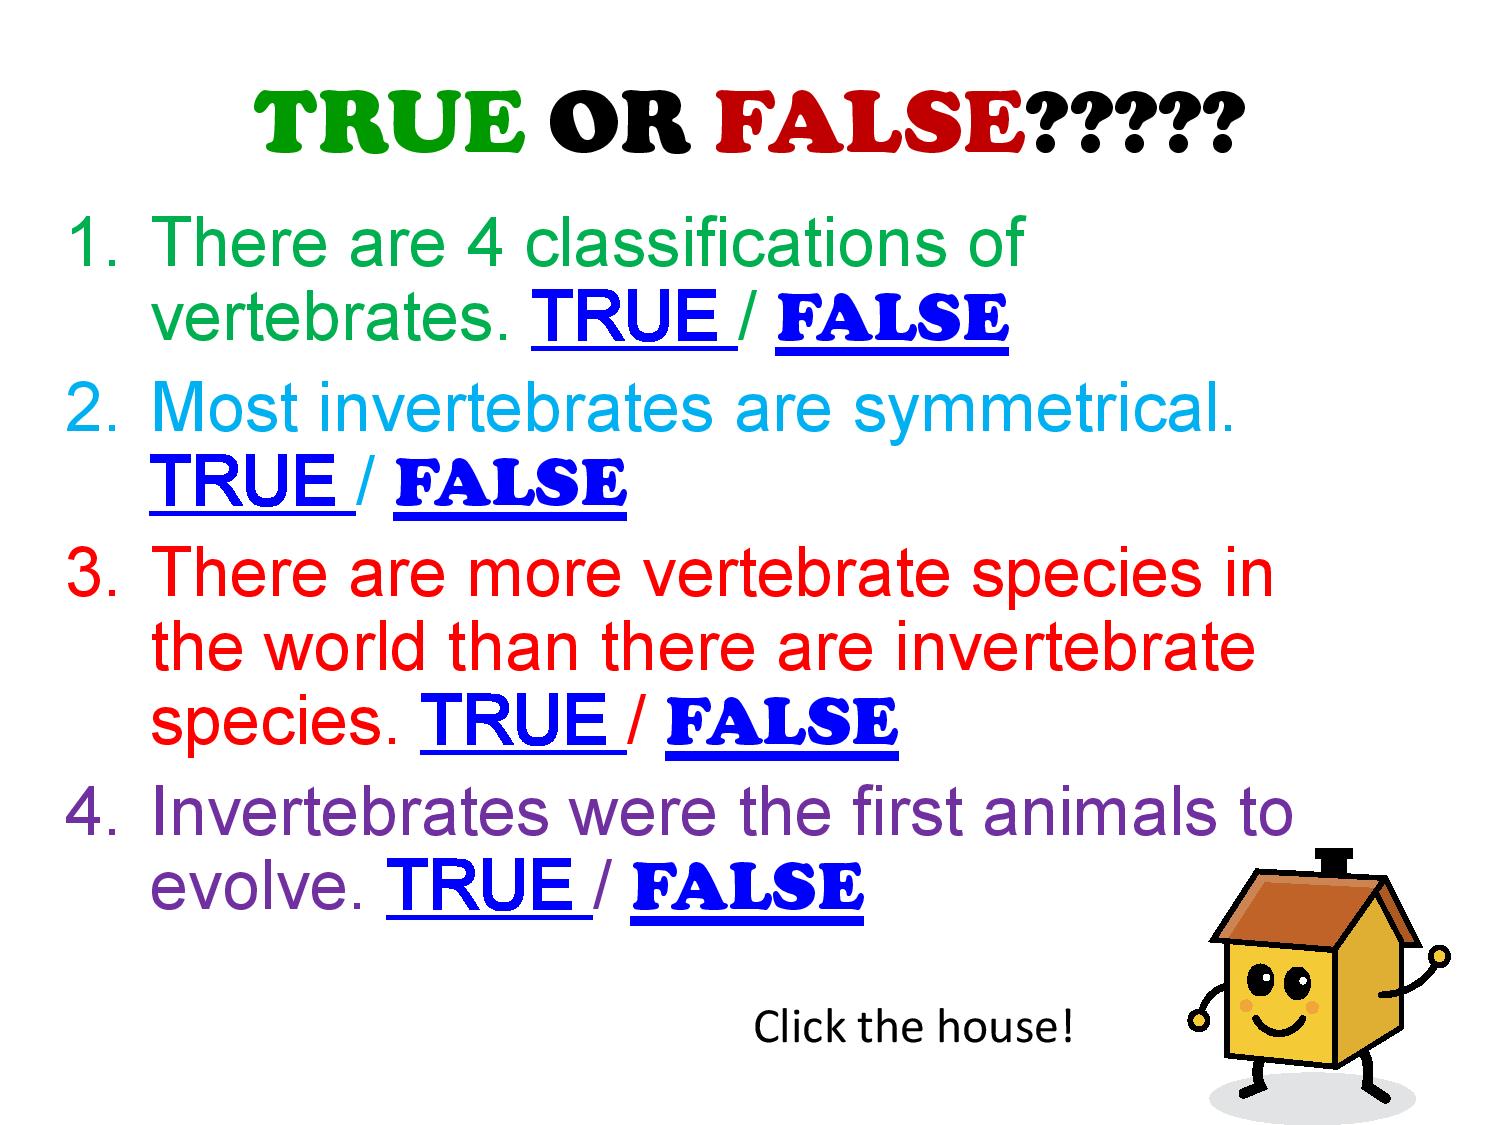 TRUE OR FALSE?????
1. There are 4 classifications of
vertebrates. TRUE / FALSE
2. Most invertebrates are symmetrical.
TRUE / FALSE
3. There are more vertebrate species in
the world than there are invertebrate
species. TRUE / FALSE
4. Invertebrates were the first animals to
evolve. TRUE / FALSE
Click the house!